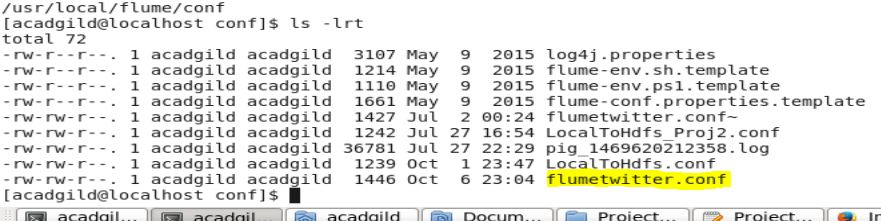 /usr/local/flume/conf
[acadgild@localhost conf]$ ls -lrt
total 72
-rw-r--r--. 1 acadgild acadgild  3107 May  9  2015 log4j.properties
-rw-r--r--. 1 acadgild acadgild  1214 May  9  2015 flume-env.sh.template
-rw-r--r--. 1 acadgild acadgild  1110 May  9  2015 flume-env.ps1.template
-rw-r--r--. 1 acadgild acadgild  1661 May  9  2015 flume-conf.properties.template
-rw-rw-r--. 1 acadgild acadgild  1427 Jul  2 00:24 flumetwitter.conf~
-rw-rw-r--. 1 acadgild acadgild  1242 Jul 27 16:54 LocalToHdfs_Proj2.conf
-rw-rw-r--. 1 acadgild acadgild 36781 Jul 27 22:29 pig_1469620212358.log
-rw-rw-r--. 1 acadgild acadgild  1239 Oct  1 23:47 LocalToHdfs.conf
-rw-rw-r--. 1 acadgild acadgild  1446 Oct  6 23:04 flumetwitter.conf
[acadgild@localhost conf]$
acadgil... acadgil... acadgild Docum... Project... Project...